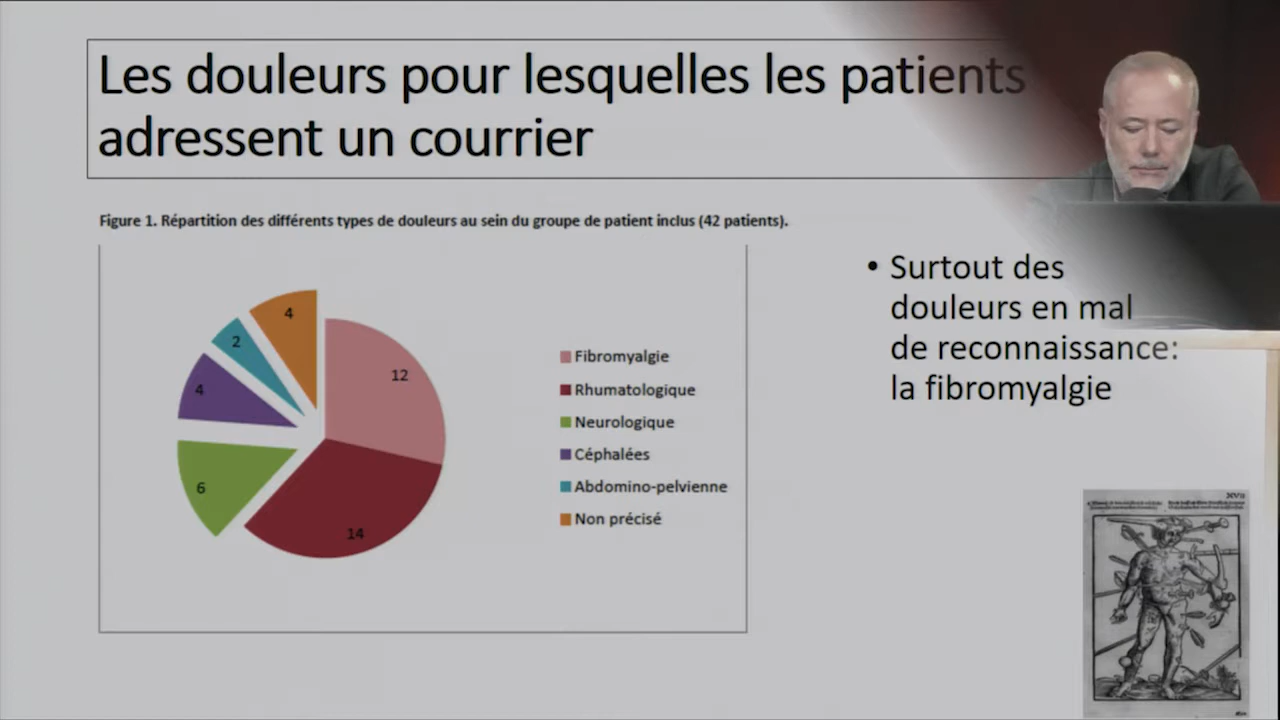 Les douleurs pour lesquelles les patients
adressent un courrier
Figure 1. Répartition des différents types de douleurs au sein du groupe de patient inclus (42 patients).
4
2
4
12
6
14
Fibromyalgie
Rhumatologique
Neurologique
Céphalées
Abdomino-pelvienne
Non précisé
• Surtout des
douleurs en mal
de reconnaissance:
la fibromyalgie
XVII